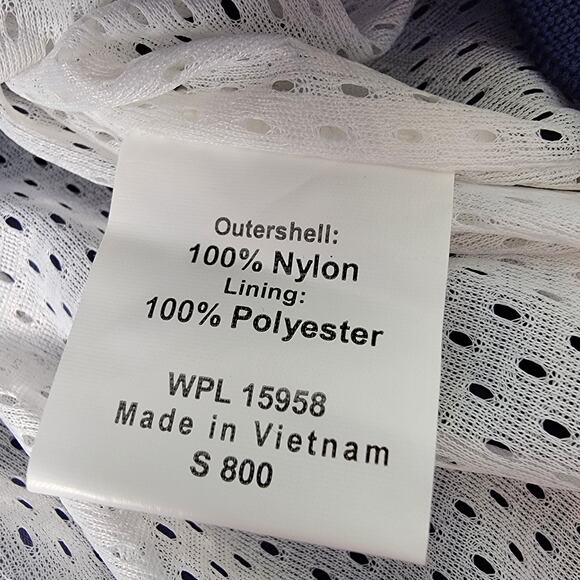 Outershell:
100% Nylon
Lining:
100% Polyester
WPL 15958
Made in Vietnam
S 800